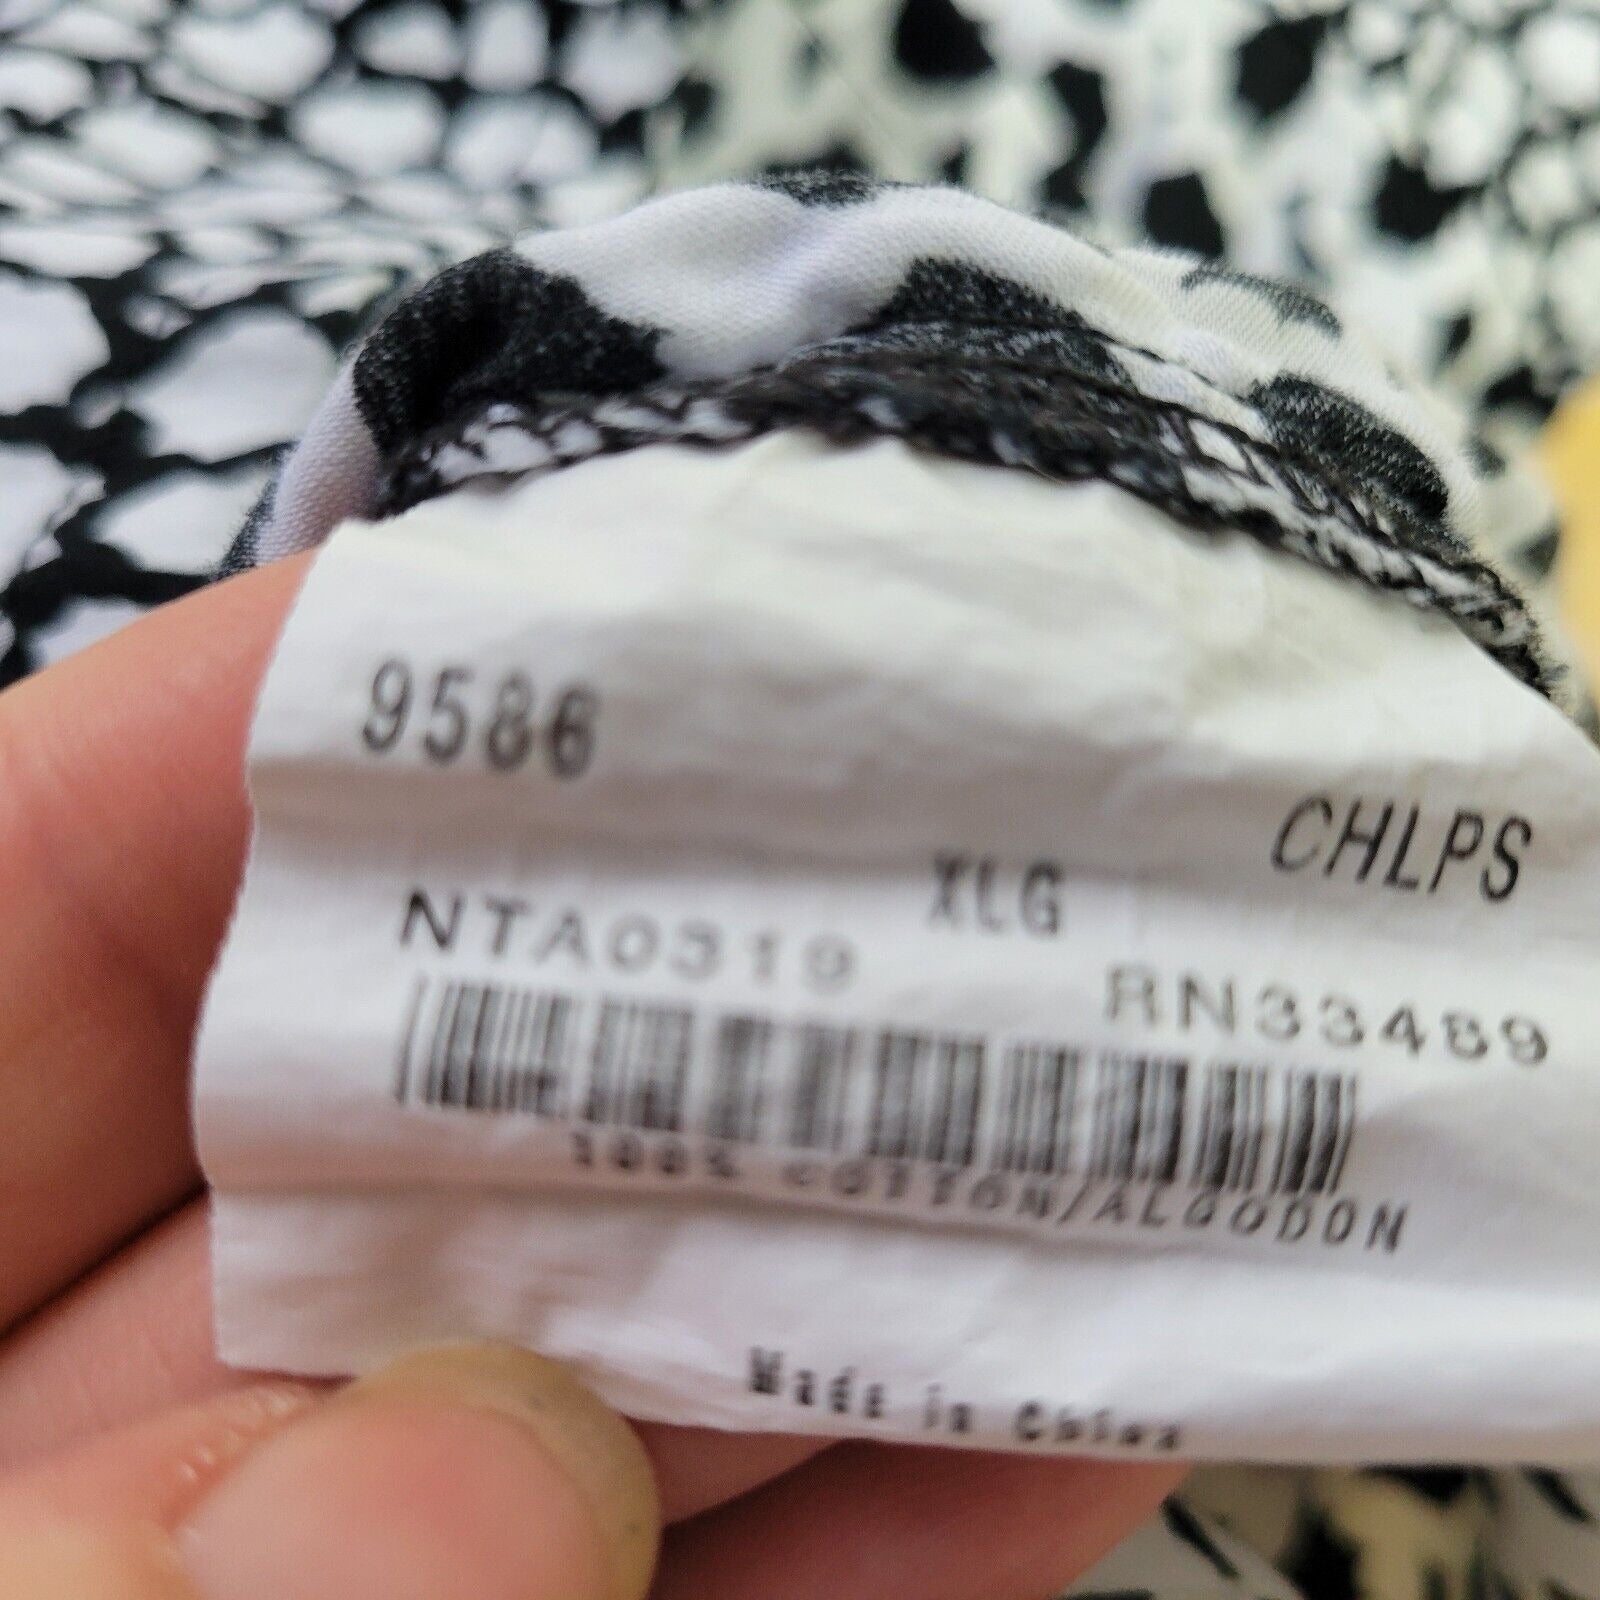 9586
CHLPS
XLG
NTA0319
RN33489
100% COTTON/ALGODON
Made in China